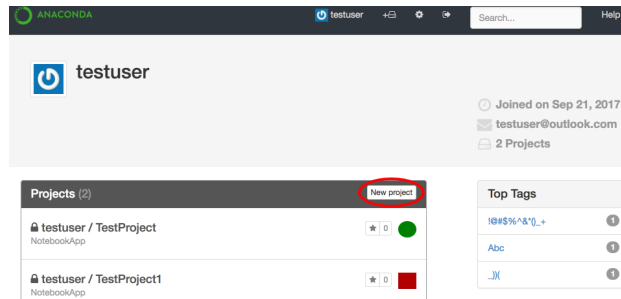 ANACONDA
testuser
Search...
Help
testuser
Joined on Sep 21, 2017
testuser@outlook.com
2 Projects
Projects (2)
New project
testuser / TestProject
0
NotebookApp
testuser / TestProject1
0
NotebookApp
Top Tags
!@#$%^&*()_+
1
Abc
1
_))(
1